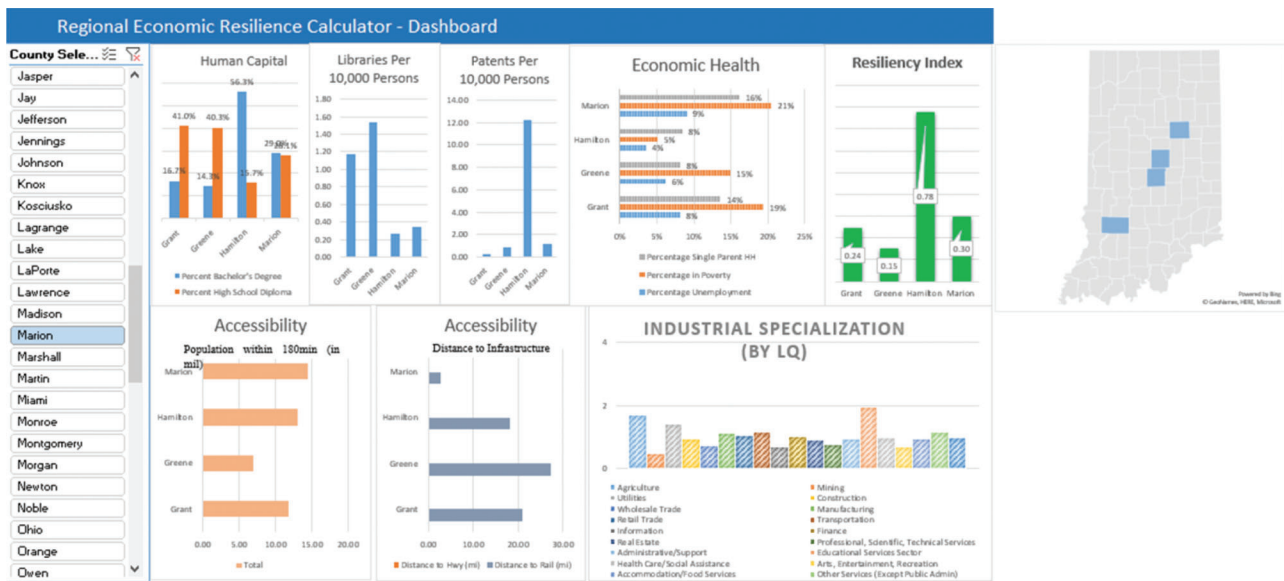 Regional Economic Resilience Calculator - Dashboard
County Sele...
Jasper
Jay
Jefferson
Jennings
Johnson
Knox
Kosciusko
Lagrange
Lake
LaPorte
Lawrence
Madison
Marion
Marshall
Martin
Miami
Monroe
Montgomery
Morgan
Newton
Noble
Ohio
Orange
Owen
Human Capital
56.3%
41.0%
40.3%
29.0%
16.7%
14.3%
15.7%
Grant
Greene
Hamilton
Marion
Percent Bachelor's Degree
Percent High School Diploma
Libraries Per
10,000 Persons
1.80
1.60
1.40
1.20
1.00
0.80
0.60
0.40
0.20
0.00
Grant
Greene
Hamilton
Marion
Patents Per
10,000 Persons
14.00
12.00
10.00
8.00
6.00
4.00
2.00
0.00
Grant
Greene
Hamilton
Marion
Economic Health
Marion
16%
21%
9%
Hamilton
8%
5%
4%
Greene
8%
15%
6%
Grant
14%
19%
8%
0% 5% 10% 15% 20% 25%
Percentage Single Parent HH
Percentage in Poverty
Percentage Unemployment
Resiliency Index
0.24
0.15
0.78
0.30
Grant Greene Hamilton Marion
Powered by Bing
© GeoNames, HERE, Microsoft
Accessibility
Population within 180min (in
mil)
Marion
Hamilton
Greene
Grant
0.00 5.00 10.00 15.00 20.00
Total
Accessibility
Distance to Infrastructure
Marion
Hamilton
Greene
Grant
0.00 10.00 20.00 30.00
Distance to Hwy (mi) Distance to Rail (mi)
INDUSTRIAL SPECIALIZATION
(BY LQ)
4
2
0
Agriculture Mining
Utilities Construction
Wholesale Trade Manufacturing
Retail Trade Transportation
Information Finance
Real Estate Professional, Scientific, Technical Services
Administrative/Support Educational Services Sector
Health Care/Social Assistance Arts, Entertainment, Recreation
Accommodation/Food Services Other Services (Except Public Admin)